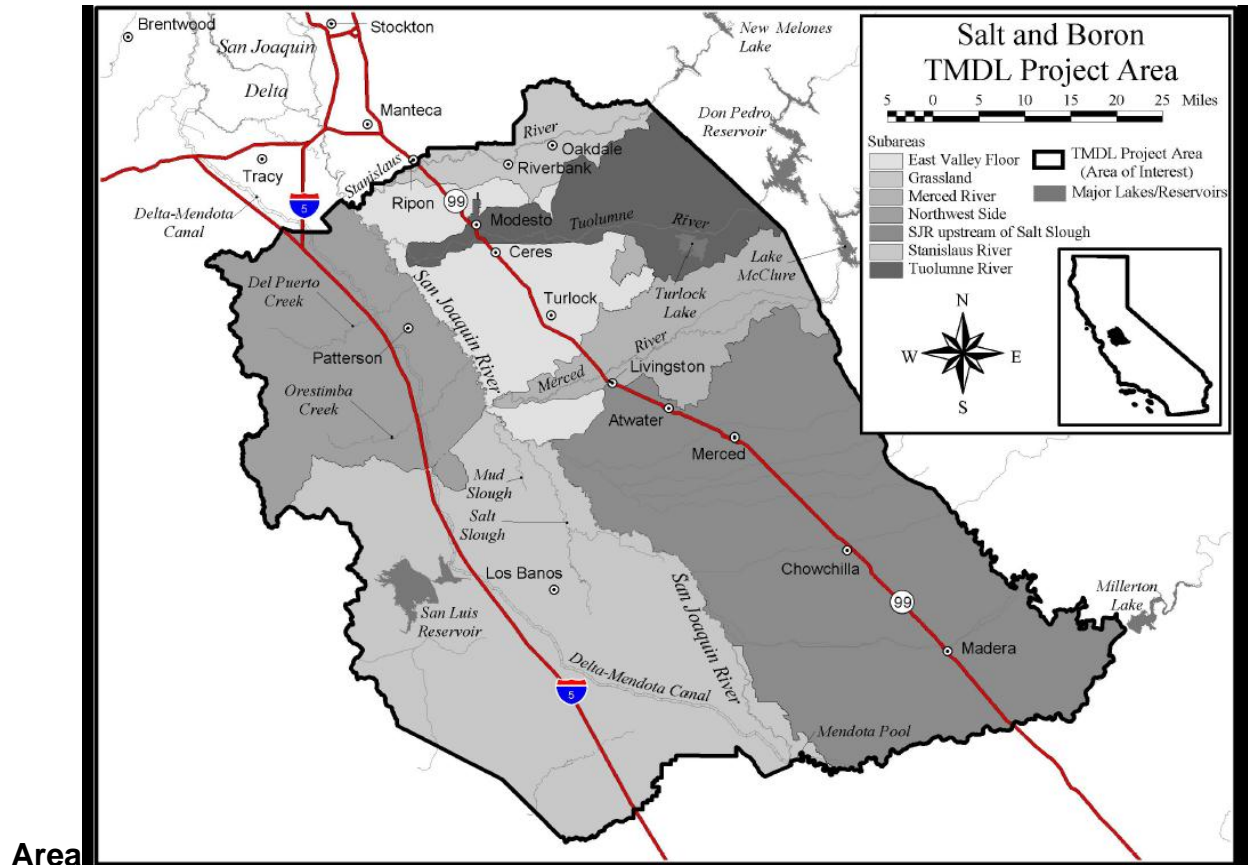 Brentwood
San Joaquin
Delta
Stockton
Manteca
Tracy
5
Delta-Mendota
Canal
Stanislaus
River
Oakdale
Riverbank
Ripon
99
Modesto
Tuolumne
River
Ceres
New Melones
Lake
Don Pedro
Reservoir
Lake
McClure
Turlock
Lake
Turlock
Del Puerto
Creek
San Joaquin River
Patterson
Orestimba
Creek
Merced
River
Livingston
Atwater
Merced
Mud
Slough
Salt
Slough
Los Banos
San Luis
Reservoir
Chowchilla
99
San Joaquin River
Millerton
Lake
Madera
Delta-Mendota Canal
5
Mendota Pool
Salt and Boron
TMDL Project Area
5 0 5 10 15 20 25 Miles
Subareas
East Valley Floor
Grassland
Merced River
Northwest Side
SJR upstream of Salt Slough
Stanislaus River
Tuolumne River
TMDL Project Area
(Area of Interest)
Major Lakes/Reservoirs
N
W E
S
Area